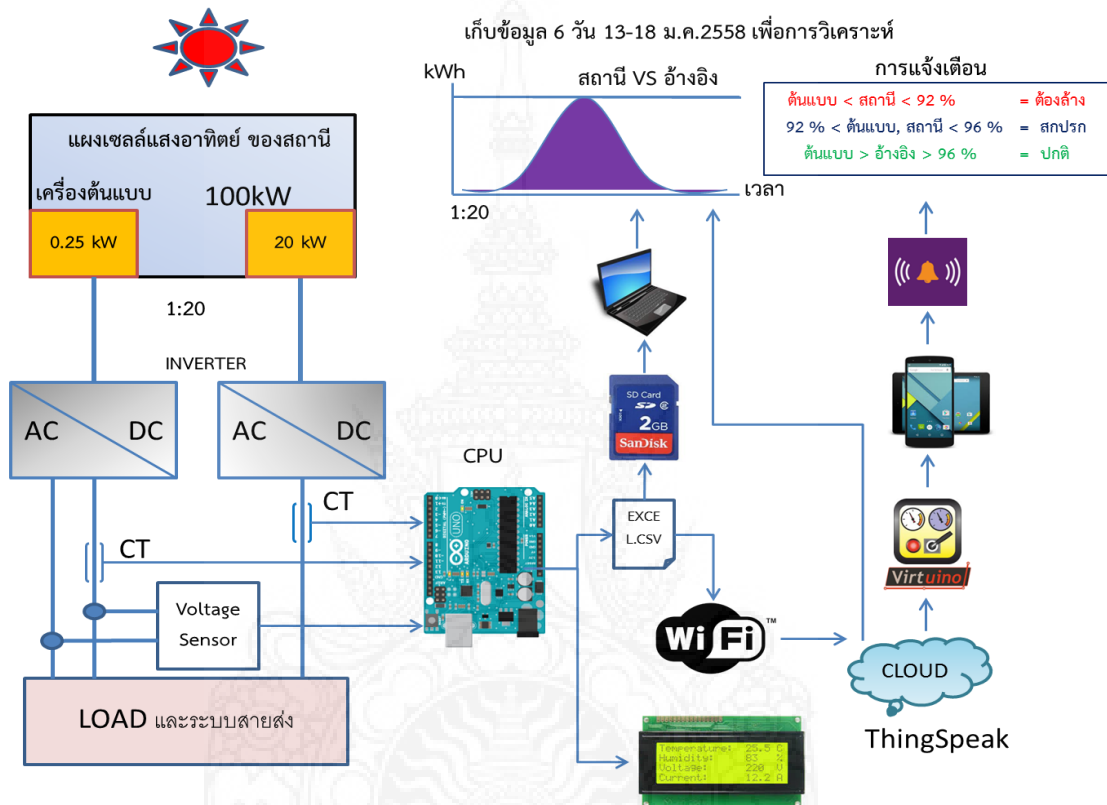 เก็บข้อมูล 6 วัน 13-18 ม.ค.2558 เพื่อการวิเคราะห์
kWh
สถานี VS อ้างอิง
เวลา
1:20
การแจ้งเตือน
ต้นแบบ < สถานี < 92 % = ต้องล้าง
92 % < ต้นแบบ, สถานี < 96 % = สกปรก
ต้นแบบ > อ้างอิง > 96 % = ปกติ
แผงเซลล์แสงอาทิตย์ ของสถานี
เครื่องต้นแบบ
100kW
0.25 kW
20 kW
1:20
INVERTER
AC
DC
AC
DC
CT
CT
Voltage
Sensor
LOAD และระบบสายส่ง
CPU
UNO
ARDUINO
SD Card
SD
2GB
SanDisk
EXCE
L.CSV
WiFi™
Temperature: 25.5 C
Humidity: 83 %
Voltage: 220 V
Current: 12.2 A
Virtuino
CLOUD
ThingSpeak